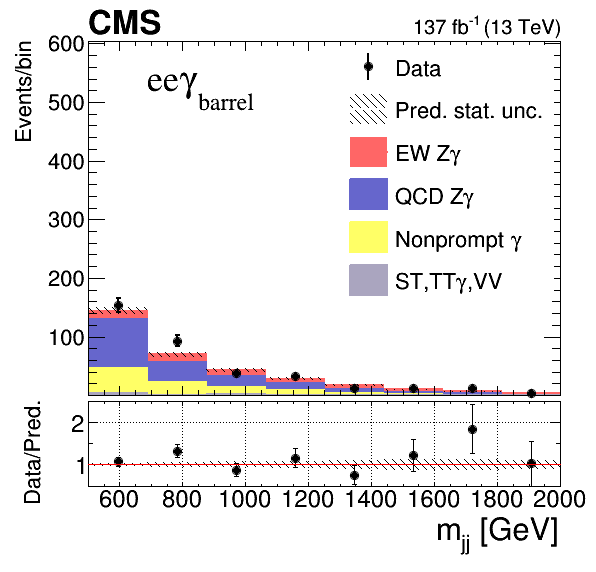 CMS
137 fb-1 (13 TeV)
Events/bin
600
500
400
300
200
100
eeγbarrel
Data
Pred. stat. unc.
EW Zγ
QCD Zγ
Nonprompt γ
ST,TTγ,VV
Data/Pred.
2
1
600 800 1000 1200 1400 1600 1800 2000
mjj [GeV]